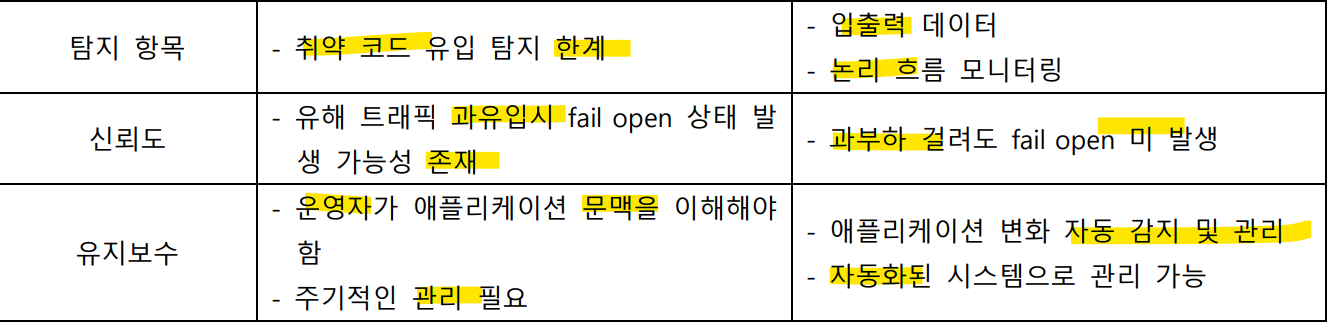 탐지 항목
- 취약 코드 유입 탐지 한계
- 입출력 데이터
- 논리 흐름 모니터링
신뢰도
- 유해 트래픽 과유입시 fail open 상태 발
생 가능성 존재
- 과부하 걸려도 fail open 미 발생
유지보수
- 운영자가 애플리케이션 문맥을 이해해야
함
- 주기적인 관리 필요
- 애플리케이션 변화 자동 감지 및 관리
- 자동화된 시스템으로 관리 가능